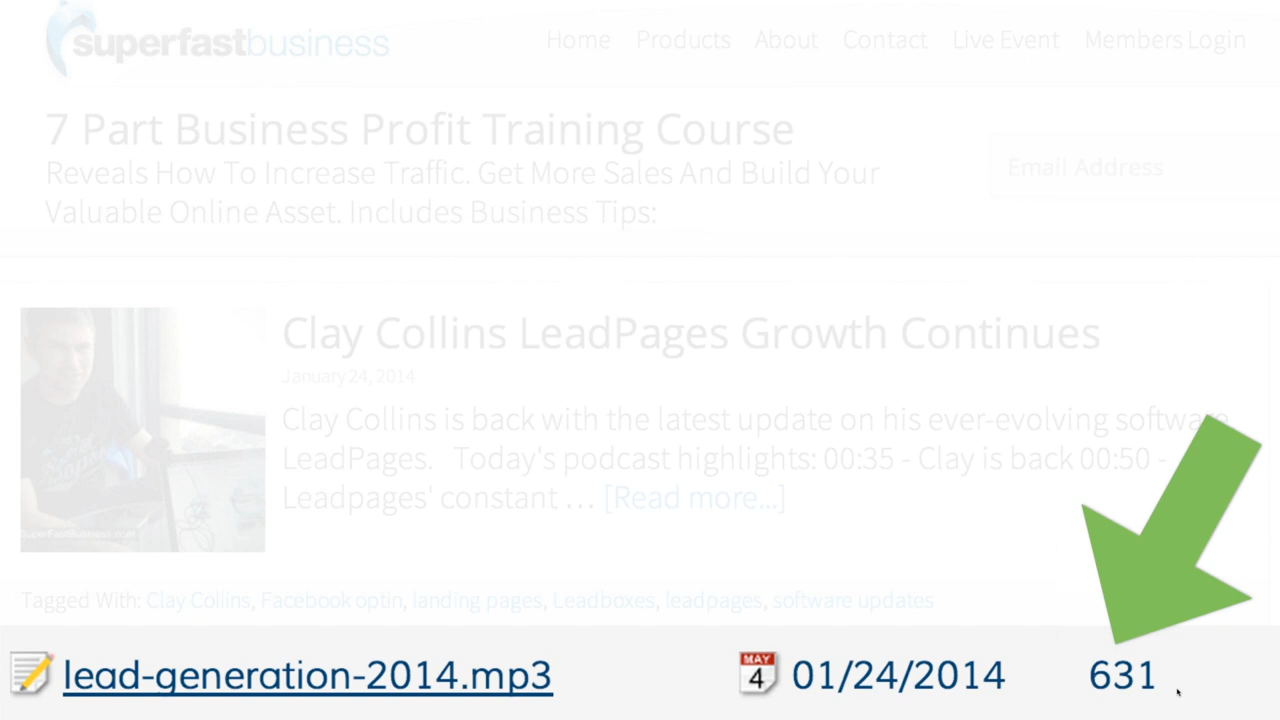 superfastbusiness
Home Products About Contact Live Event Members Login
7 Part Business Profit Training Course
Reveals How To Increase Traffic. Get More Sales And Build Your
Valuable Online Asset. Includes Business Tips:
Email Address
Clay Collins LeadPages Growth Continues
January 24, 2014
Clay Collins is back with the latest update on his ever-evolving software
LeadPages. Today's podcast highlights: 00:35 - Clay is back 00:50 -
Leadpages' constant … [Read more...]
SuperFastBusiness.com
Tagged With: Clay Collins, Facebook optin, landing pages, Leadboxes, leadpages, software updates
lead-generation-2014.mp3 MAY 4 01/24/2014 631